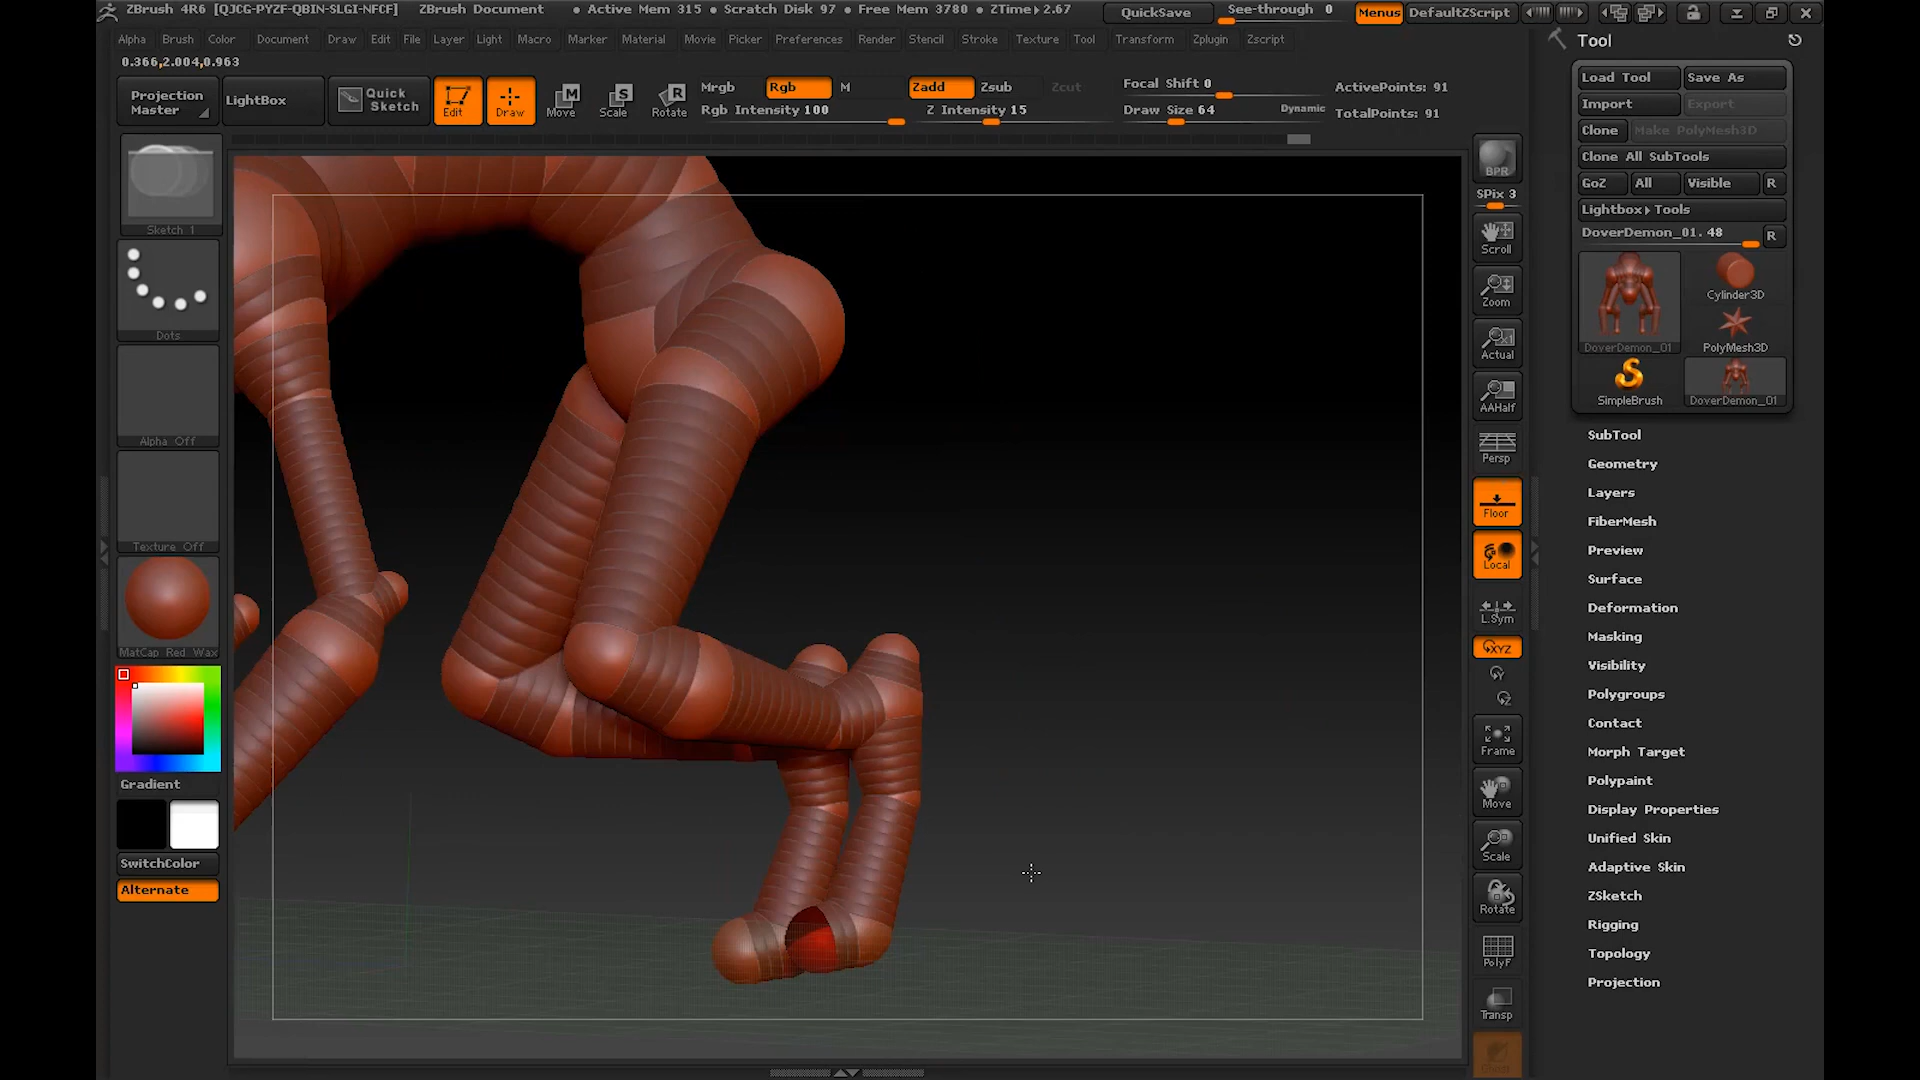 ZBrush 4R6 [QJCG-PYZF-QBIN-SLGI-NFCF] ZBrush Document • Active Mem 315 • Scratch Disk 97 • Free Mem 3780 • ZTime▸2.67 QuickSave See-through 0 Menus DefaultZScript
Alpha Brush Color Document Draw Edit File Layer Light Macro Marker Material Movie Picker Preferences Render Stencil Stroke Texture Tool Transform Zplugin Zscript
0.366,2.004,0.963
Projection Master
LightBox
Quick Sketch
Edit
Draw
Move
Scale
Rotate
Mrgb Rgb M
Rgb Intensity 100
Zadd Zsub Zcut
Z Intensity 15
Focal Shift 0
Draw Size 64
Dynamic
ActivePoints: 91
TotalPoints: 91
Sketch 1
Dots
Alpha Off
Texture Off
MatCap Red Wax
Gradient
SwitchColor
Alternate
BPR
SPix 3
Scroll
Zoom
Actual
AAHalf
Persp
Floor
Local
L.Sym
XYZ
Frame
Move
Scale
Rotate
PolyF
Transp
Tool
Load Tool Save As
Import Export
Clone Make PolyMesh3D
Clone All SubTools
GoZ All Visible R
Lightbox▸Tools
DoverDemon_01. 48 R
DoverDemon_01
Cylinder3D
PolyMesh3D
SimpleBrush
DoverDemon_01
SubTool
Geometry
Layers
FiberMesh
Preview
Surface
Deformation
Masking
Visibility
Polygroups
Contact
Morph Target
Polypaint
Display Properties
Unified Skin
Adaptive Skin
ZSketch
Rigging
Topology
Projection